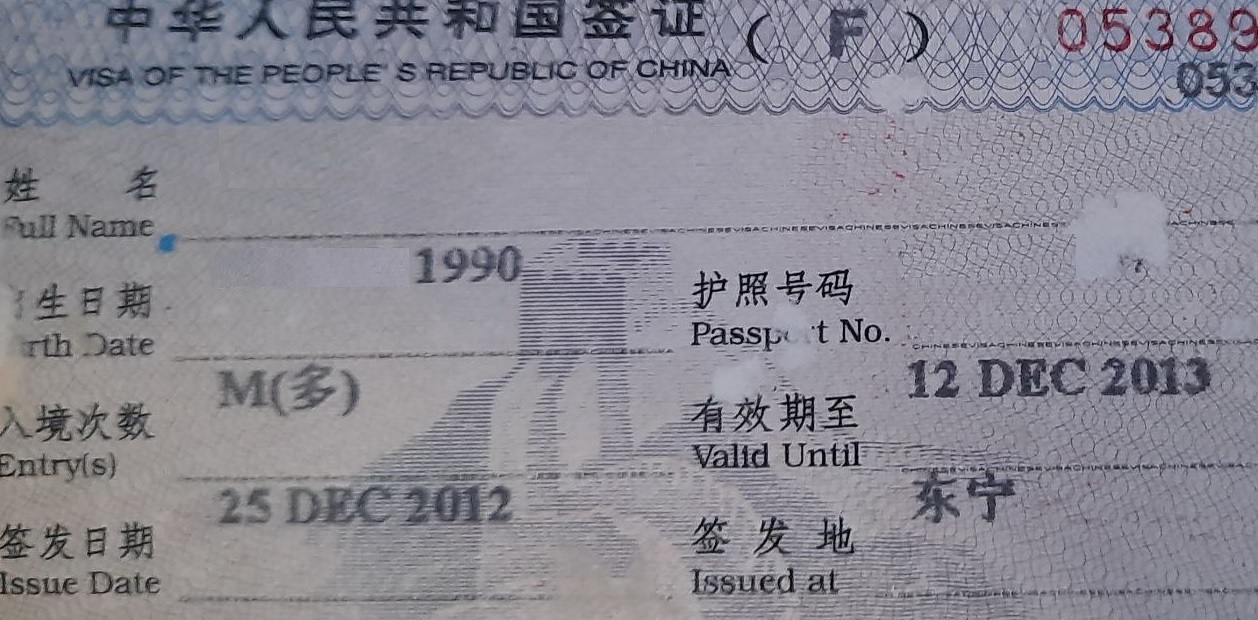 中华人民共和国签证 ( F ) 05389
VISA OF THE PEOPLE'S REPUBLIC OF CHINA 053
姓 名
Full Name
1990
生日期
rth Date
护照号码
Passp t No.
M(多)
12 DEC 2013
入境次数
Entry(s)
有效期至
Valid Until
25 DEC 2012
东宁
签发日期
Issue Date
签发地
Issued at